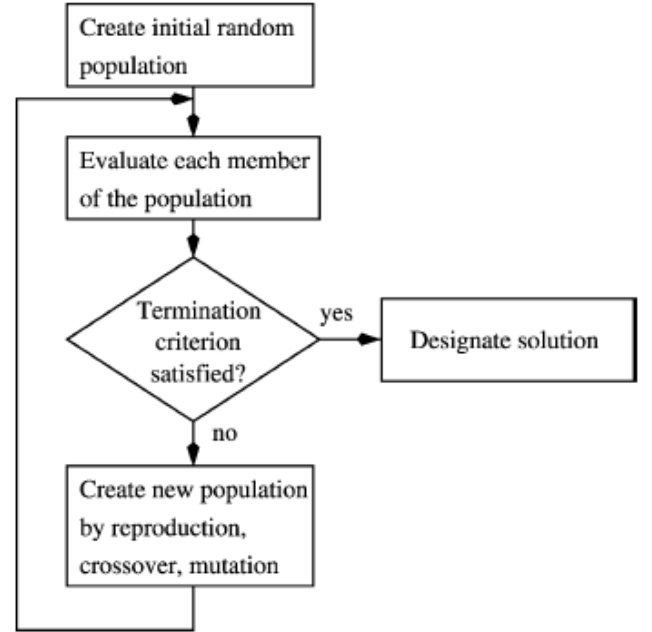 Create initial random
population
Evaluate each member
of the population
Termination
criterion
satisfied?
yes
Designate solution
no
Create new population
by reproduction,
crossover, mutation